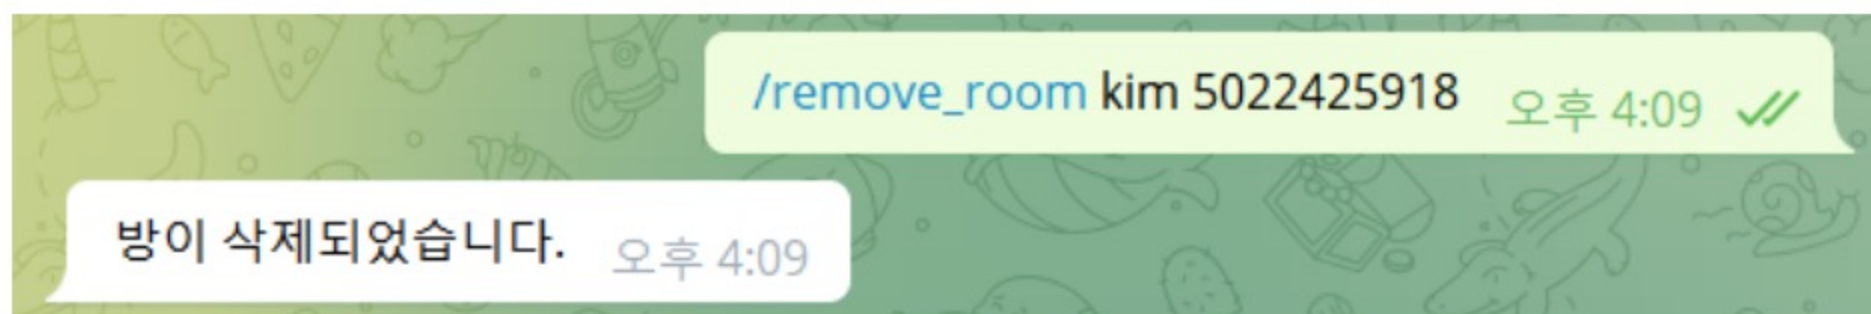 /remove_room kim 5022425918 오후 4:09
방이 삭제되었습니다. 오후 4:09